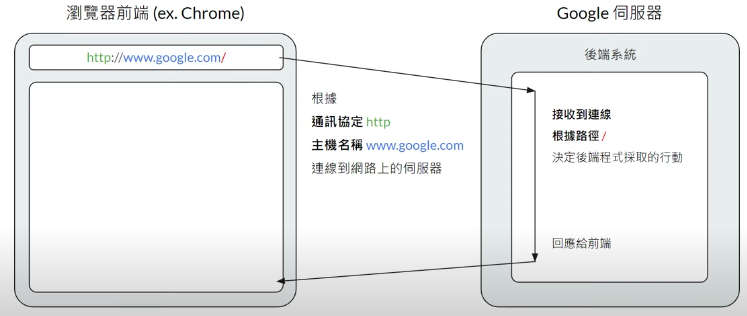 瀏覽器前端 (ex. Chrome)
http://www.google.com/
根據
通訊協定 http
主機名稱 www.google.com
連線到網路上的伺服器
Google 伺服器
後端系統
接收到連線
根據路徑 /
決定後端程式採取的行動
回應給前端